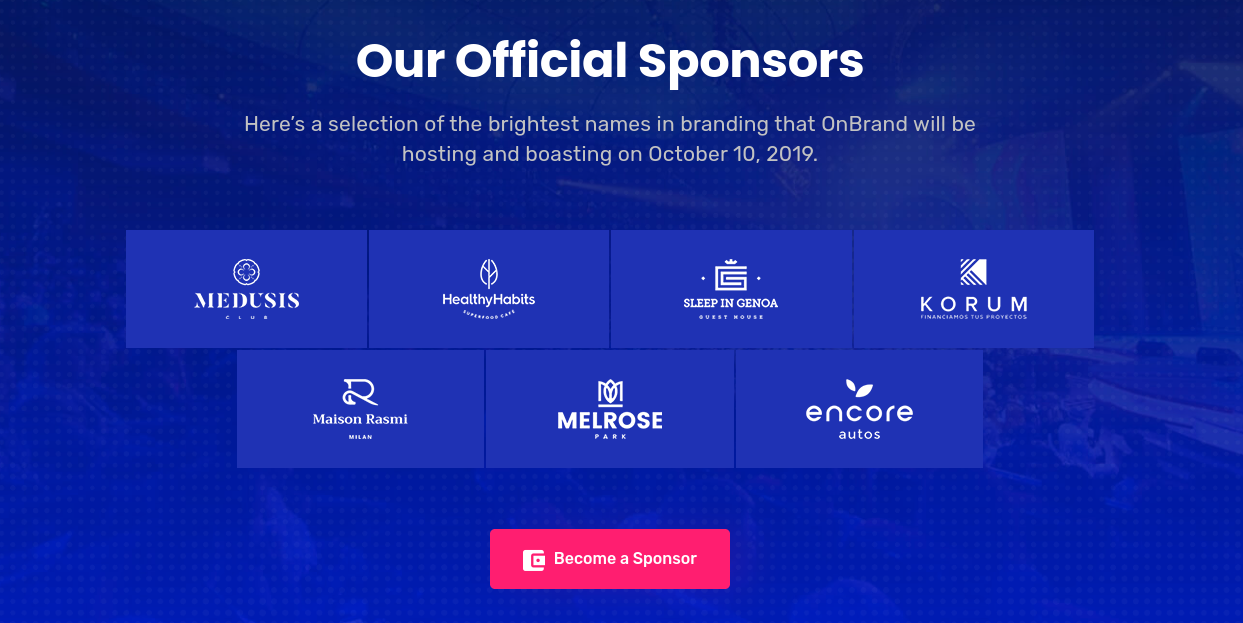 Our Official Sponsors
Here’s a selection of the brightest names in branding that OnBrand will be
hosting and boasting on October 10, 2019.
MEDUSIS
CLUB
HealthyHabits
SUPERFOOD CAFE
SLEEP IN GENOA
GUEST HOUSE
KORUM
FINANCIAMOS TUS PROYECTOS
Maison Rasmi
MILAN
MELROSE
PARK
encore
autos
Become a Sponsor